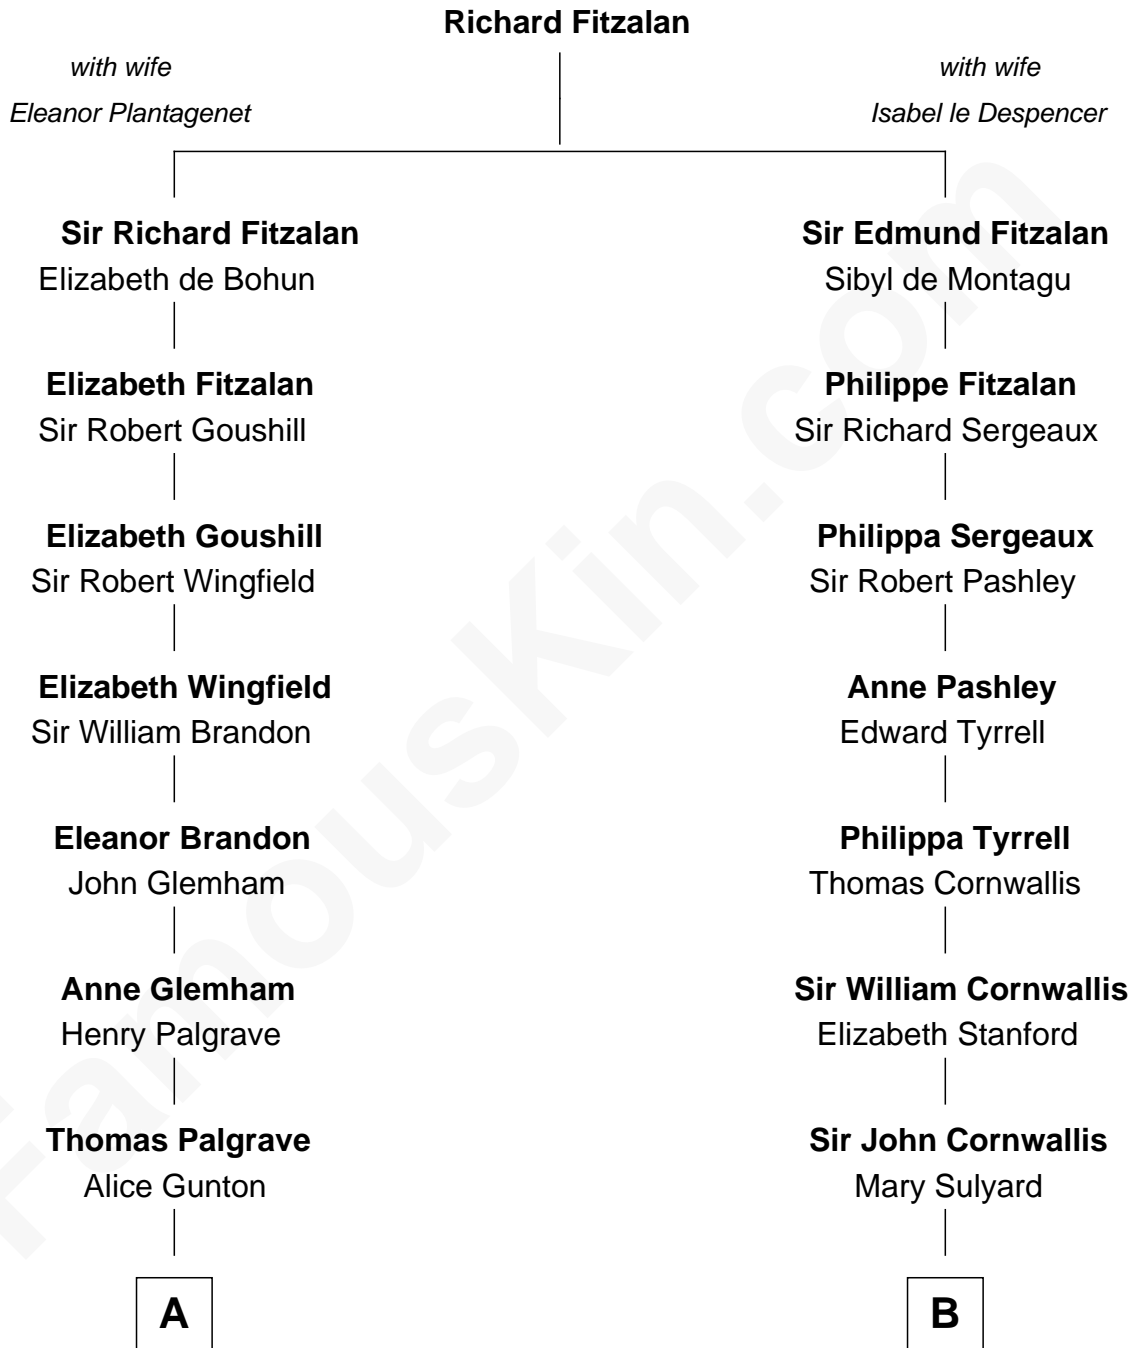 Richard Fitzalan
with wife
Eleanor Plantagenet
with wife
Isabel le Despencer
Sir Richard Fitzalan
Elizabeth de Bohun
Sir Edmund Fitzalan
Sibyl de Montagu
Elizabeth Fitzalan
Sir Robert Goushill
Philippe Fitzalan
Sir Richard Sergeaux
Elizabeth Goushill
Sir Robert Wingfield
Philippa Sergeaux
Sir Robert Pashley
Elizabeth Wingfield
Sir William Brandon
Anne Pashley
Edward Tyrrell
Eleanor Brandon
John Glemham
Philippa Tyrrell
Thomas Cornwallis
Anne Glemham
Henry Palgrave
Sir William Cornwallis
Elizabeth Stanford
Thomas Palgrave
Alice Gunton
Sir John Cornwallis
Mary Sulyard
A
B
FamousKin.com